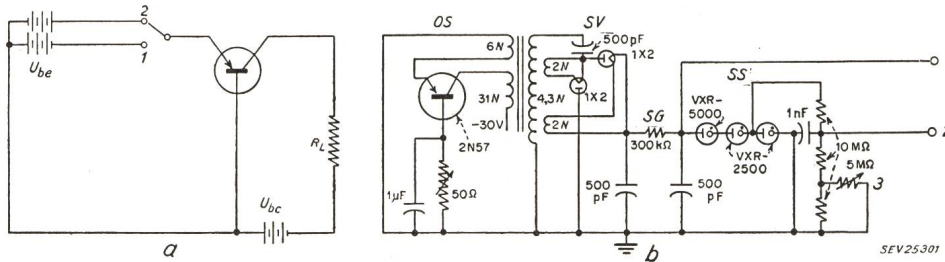 2
1
U_be
R_L
U_bc
a
OS
SV
6N
500pF
1X2
2N
1X2
31N
4,3N
2N
-30V
2N57
1μF
50Ω
SG
300kΩ
500 pF
500 pF
VXR-5000
SS
VXR-2500
1nF
10MΩ
5MΩ
3
b
SEV25301